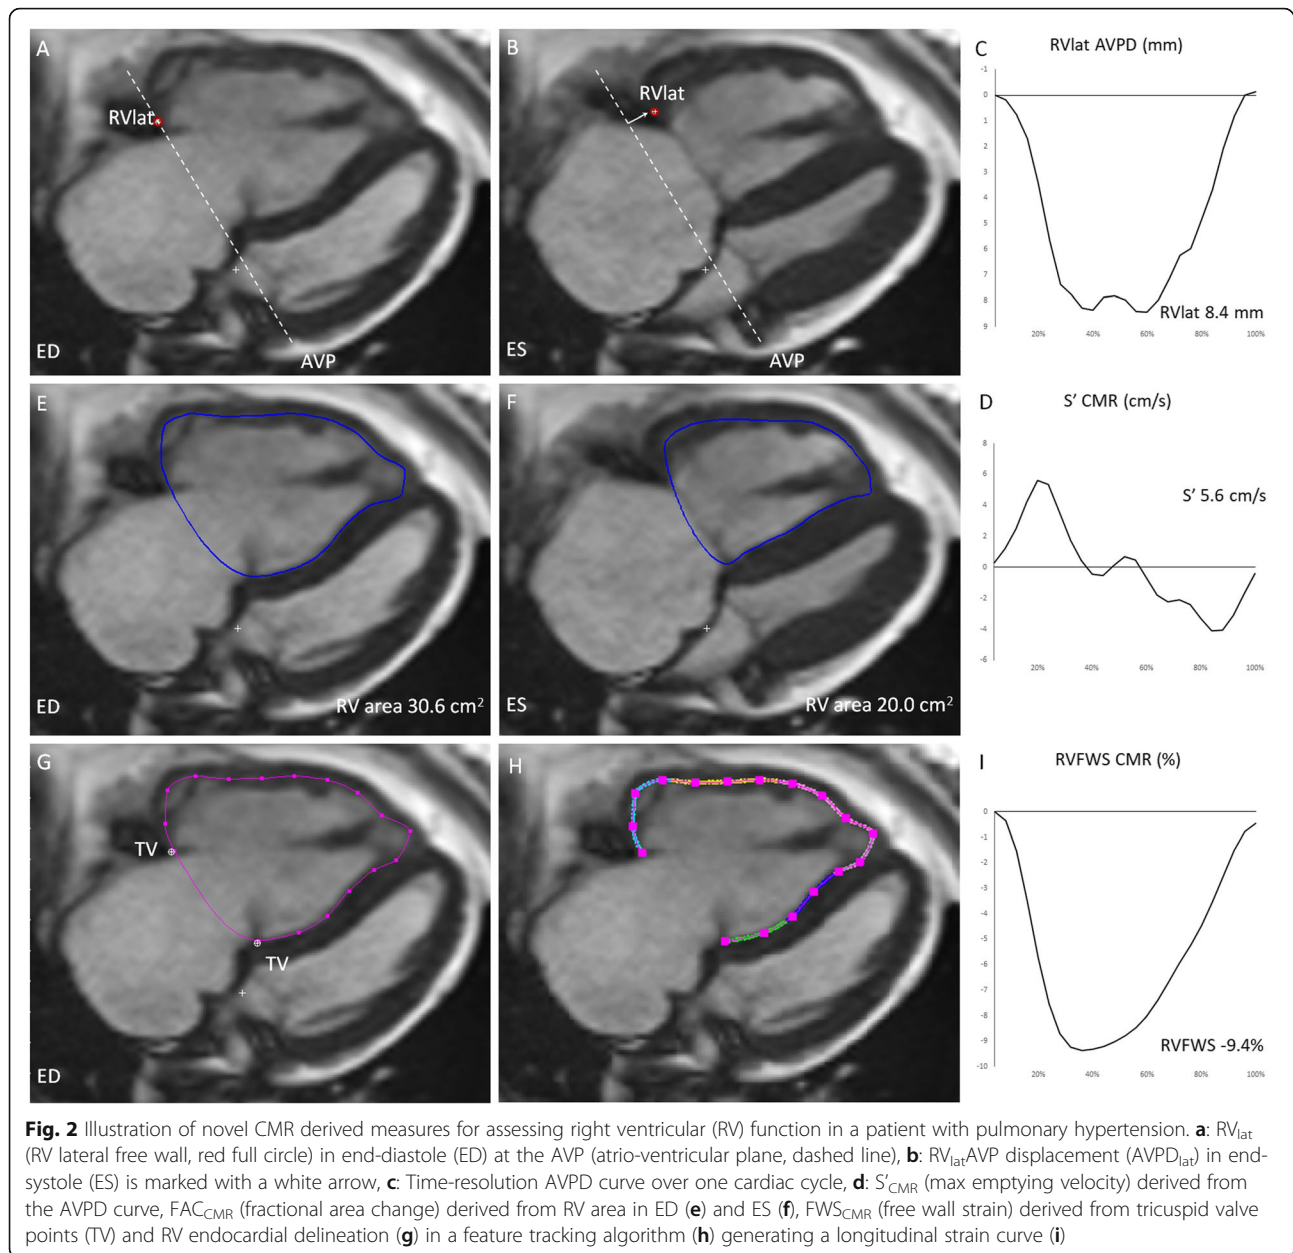 A
RVlat
ED
AVP
B
RVlat
ES
AVP
C
RVlat AVPD (mm)
-1
0
1
2
3
4
5
6
7
8
9
20%
40%
60%
80%
100%
RVlat 8.4 mm
E
ED
RV area 30.6 cm²
F
ES
RV area 20.0 cm²
D
S' CMR (cm/s)
8
6
4
2
0
-2
-4
-6
20%
40%
60%
80%
100%
S' 5.6 cm/s
G
TV
TV
ED
H
I
RVFWS CMR (%)
0
-1
-2
-3
-4
-5
-6
-7
-8
-9
-10
20%
40%
60%
80%
100%
RVFWS -9.4%
Fig. 2 Illustration of novel CMR derived measures for assessing right ventricular (RV) function in a patient with pulmonary hypertension. a: RVlat
(RV lateral free wall, red full circle) in end-diastole (ED) at the AVP (atrio-ventricular plane, dashed line), b: RVlatAVP displacement (AVPDlat) in end-
systole (ES) is marked with a white arrow, c: Time-resolution AVPD curve over one cardiac cycle, d: S'CMR (max emptying velocity) derived from
the AVPD curve, FACCMR (fractional area change) derived from RV area in ED (e) and ES (f), FWSCMR (free wall strain) derived from tricuspid valve
points (TV) and RV endocardial delineation (g) in a feature tracking algorithm (h) generating a longitudinal strain curve (i)